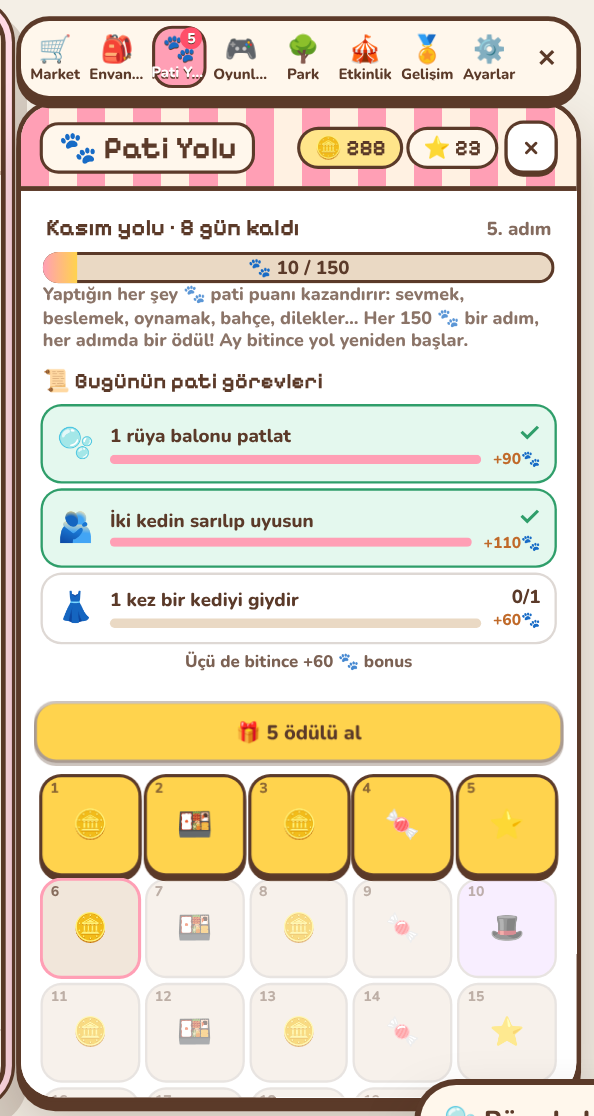 5
Market Envan... Pati Y... Oyunl... Park Etkinlik Gelişim Ayarlar ×
Pati Yolu 288 23 ×
Kasım yolu · 8 gün kaldı 5. adım
10 / 150
Yaptığın her şey 🐾 pati puanı kazandırır: sevmek,
beslemek, oynamak, bahçe, dilekler... Her 150 🐾 bir adım,
her adımda bir ödül! Ay bitince yol yeniden başlar.
Bugünün pati görevleri
1 rüya balonu patlat
+90
İki kedin sarılıp uyusun
+110
1 kez bir kediyi giydir 0/1
+60
Üçü de bitince +60 🐾 bonus
5 ödülü al
1 2 3 4 5
6 7 8 9 10
11 12 13 14 15